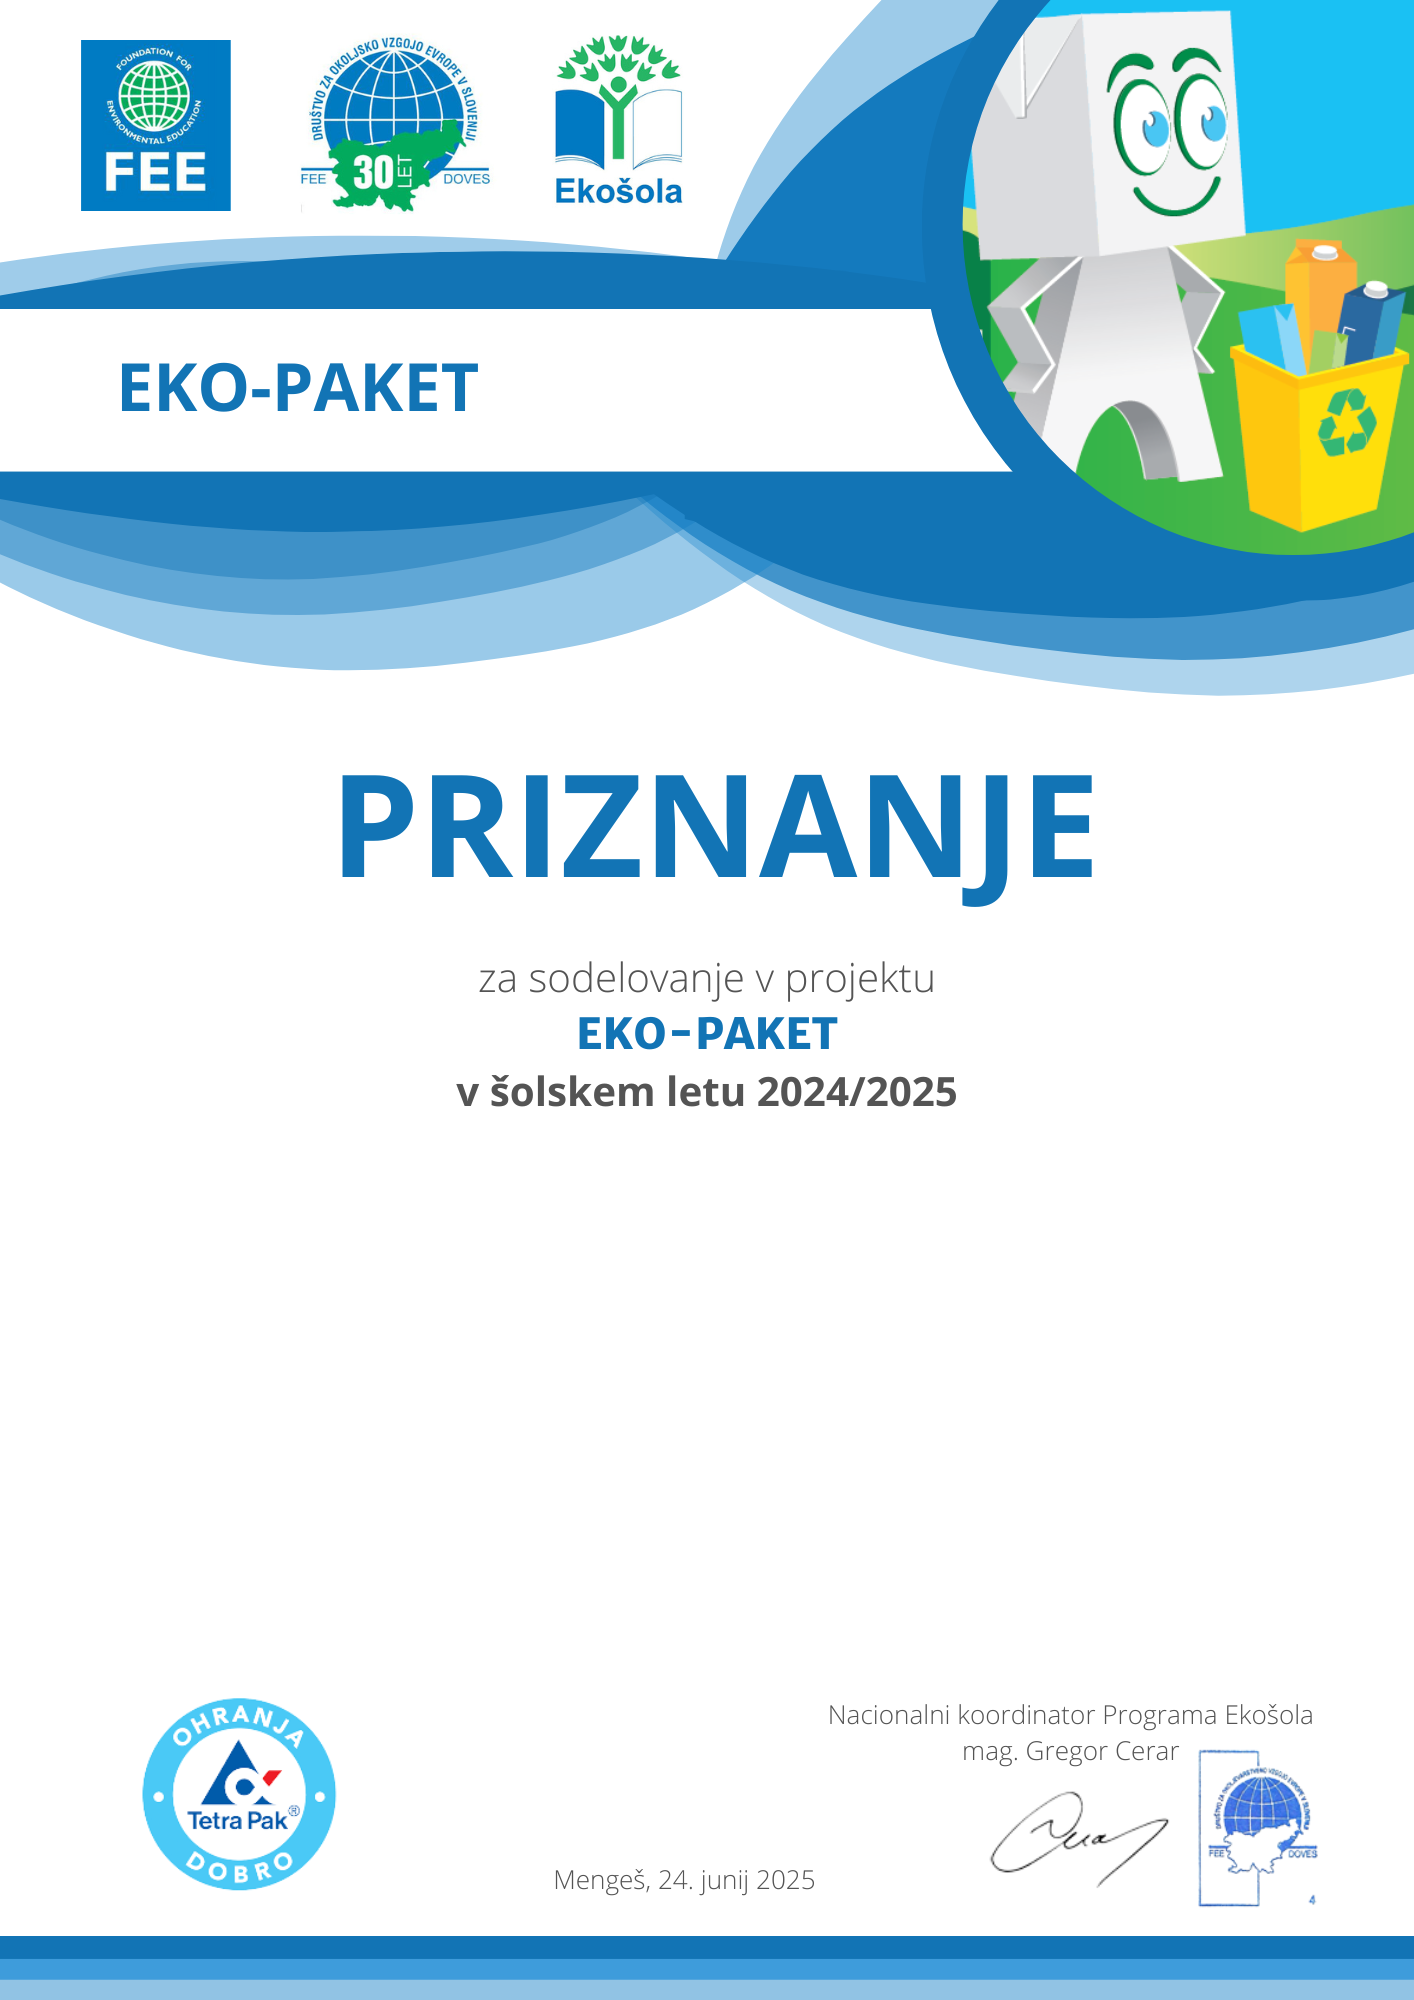 FOUNDATION FOR
ENVIRONMENTAL EDUCATION
FEE
DRUŠTVO ZA OKOLJSKO VZGOJO EVROPE V SLOVENIJI
30 LET
FEE DOVES
Ekošola
EKO-PAKET
PRIZNANJE
za sodelovanje v projektu
EKO-PAKET
v šolskem letu 2024/2025
Nacionalni koordinator Programa Ekošola
mag. Gregor Cerar
OHRANJA
Tetra Pak®
DOBRO
FEE DOVES
4
Mengeš, 24. junij 2025